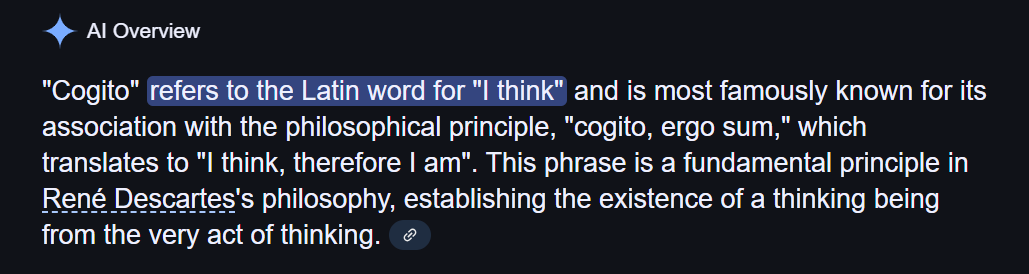 AI Overview
"Cogito" refers to the Latin word for "I think" and is most famously known for its
association with the philosophical principle, "cogito, ergo sum," which
translates to "I think, therefore I am". This phrase is a fundamental principle in
René Descartes's philosophy, establishing the existence of a thinking being
from the very act of thinking.